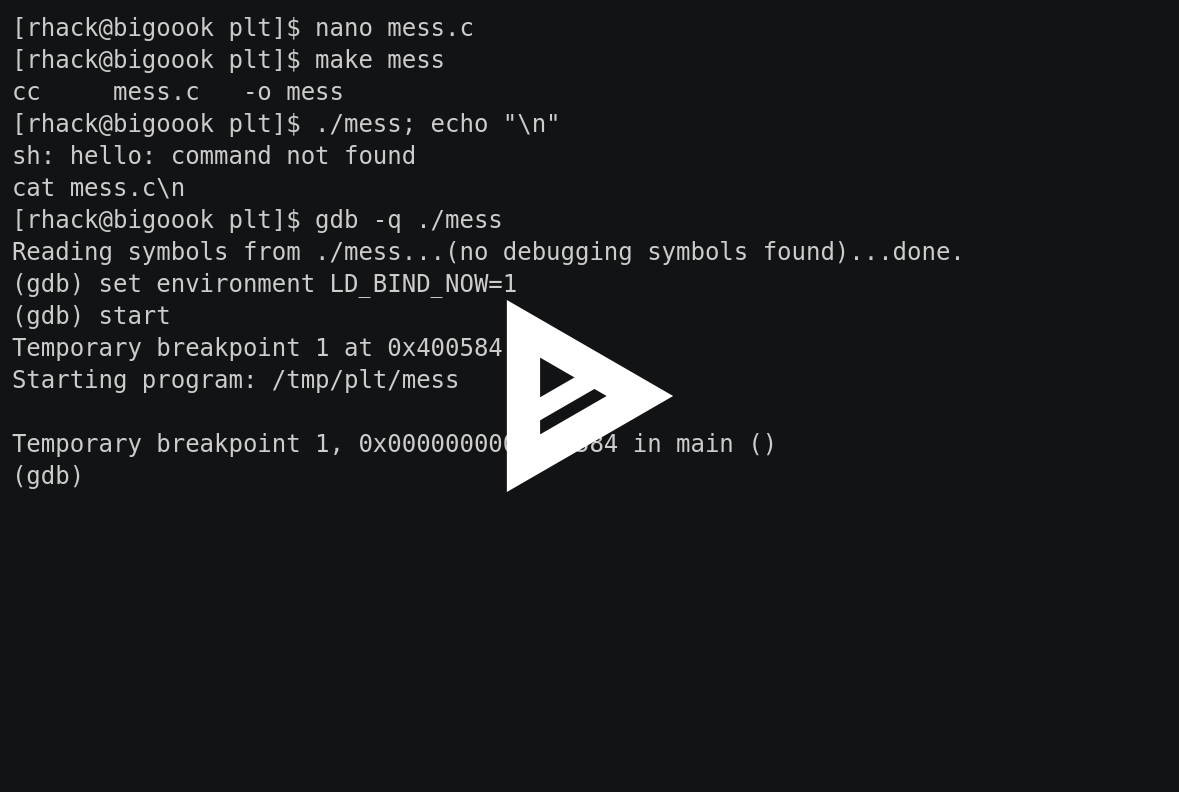 [rhack@bigoook plt]$ nano mess.c
[rhack@bigoook plt]$ make mess
cc     mess.c   -o mess
[rhack@bigoook plt]$ ./mess; echo "\n"
sh: hello: command not found
cat mess.c\n
[rhack@bigoook plt]$ gdb -q ./mess
Reading symbols from ./mess...(no debugging symbols found)...done.
(gdb) set environment LD_BIND_NOW=1
(gdb) start
Temporary breakpoint 1 at 0x400584
Starting program: /tmp/plt/mess
Temporary breakpoint 1, in main ()
(gdb)